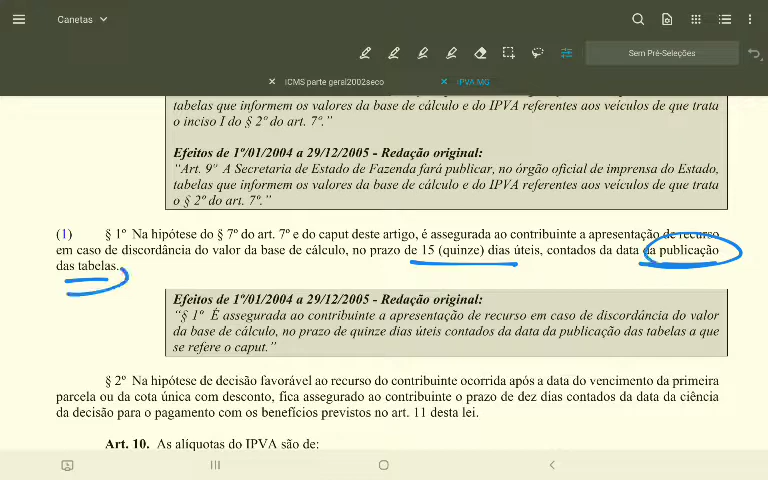 Canetas
Sem Pré-Seleções
ICMS parte geral2002seco
IPVA MG
tabelas que informem os valores da base de cálculo e do IPVA referentes aos veículos de que trata
o inciso I do § 2º do art. 7º.”
Efeitos de 1º/01/2004 a 29/12/2005 - Redação original:
“Art. 9º A Secretaria de Estado de Fazenda fará publicar, no órgão oficial de imprensa do Estado,
tabelas que informem os valores da base de cálculo e do IPVA referentes aos veículos de que trata
o § 2º do art. 7º.”
(1) § 1º Na hipótese do § 7º do art. 7º e do caput deste artigo, é assegurada ao contribuinte a apresentação de recurso
em caso de discordância do valor da base de cálculo, no prazo de 15 (quinze) dias úteis, contados da data da publicação
das tabelas.
Efeitos de 1º/01/2004 a 29/12/2005 - Redação original:
“§ 1º É assegurada ao contribuinte a apresentação de recurso em caso de discordância do valor
da base de cálculo, no prazo de quinze dias úteis contados da data da publicação das tabelas a que
se refere o caput.”
§ 2º Na hipótese de decisão favorável ao recurso do contribuinte ocorrida após a data do vencimento da primeira
parcela ou da cota única com desconto, fica assegurado ao contribuinte o prazo de dez dias contados da data da ciência
da decisão para o pagamento com os benefícios previstos no art. 11 desta lei.
Art. 10. As alíquotas do IPVA são de: